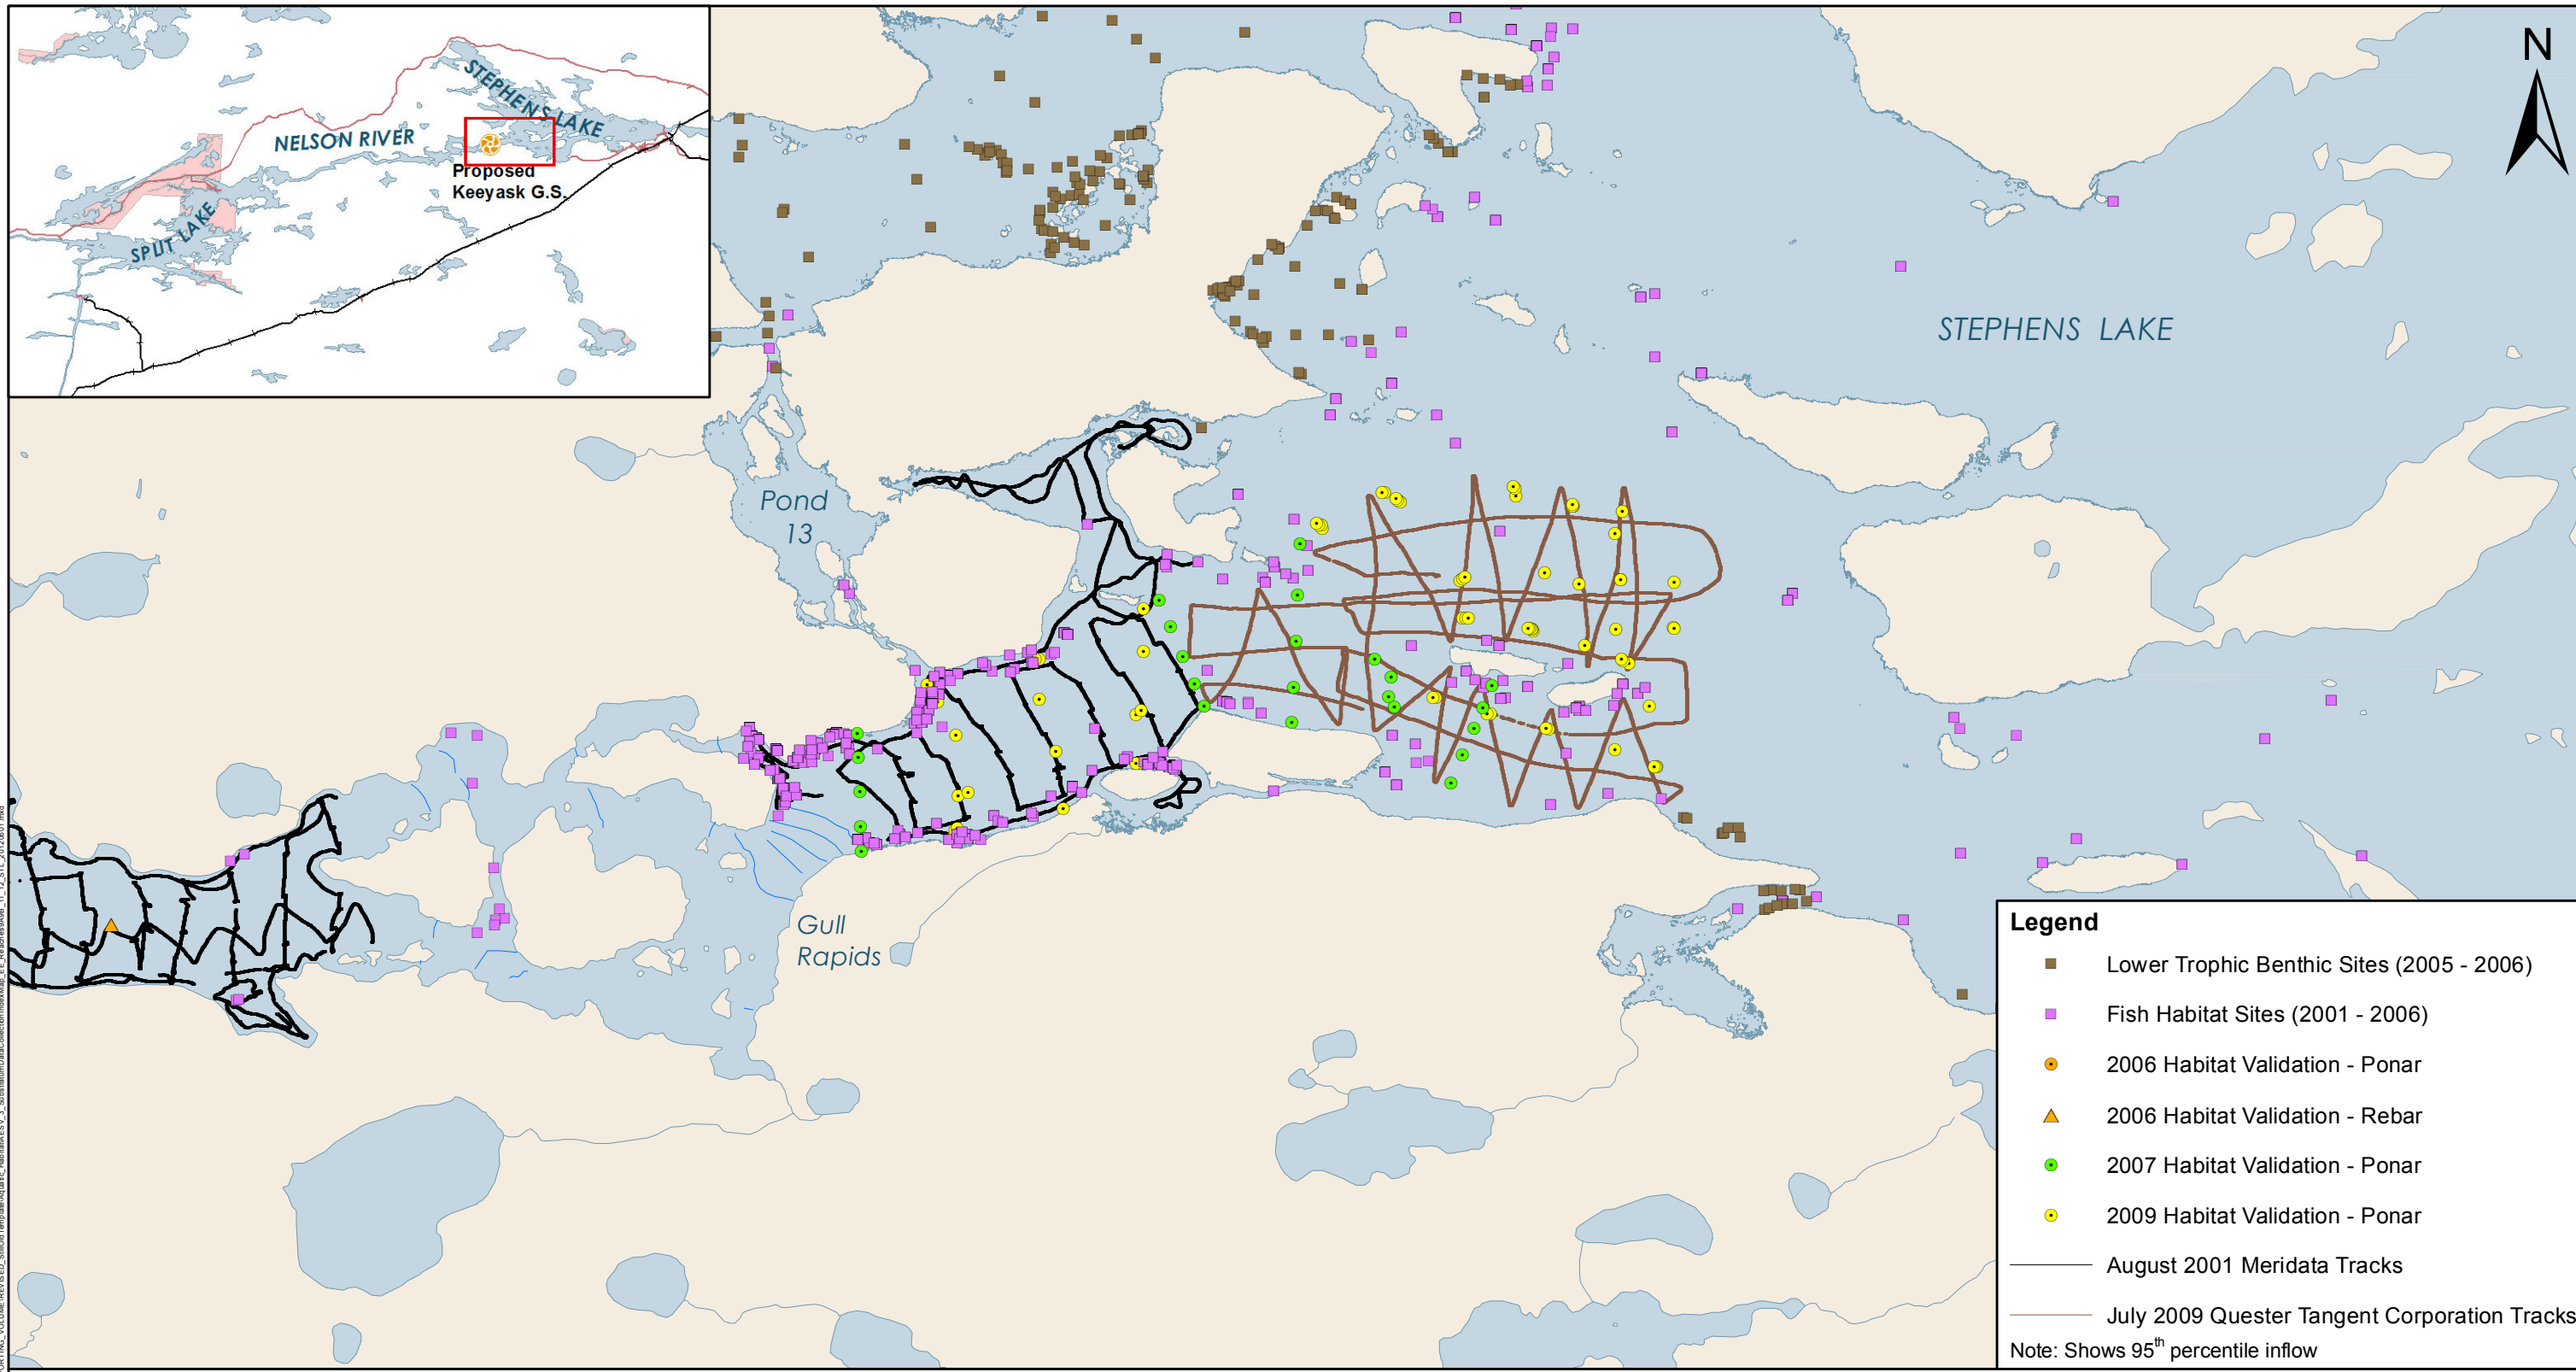 STEPHENS LAKE
NELSON RIVER
Proposed
Keeyask G.S.
SPLIT LAKE
N
STEPHENS LAKE
Pond
13
Gull
Rapids
Legend
Lower Trophic Benthic Sites (2005 - 2006)
Fish Habitat Sites (2001 - 2006)
2006 Habitat Validation - Ponar
2006 Habitat Validation - Rebar
2007 Habitat Validation - Ponar
2009 Habitat Validation - Ponar
August 2001 Meridata Tracks
July 2009 Quester Tangent Corporation Tracks
Note: Shows 95th percentile inflow